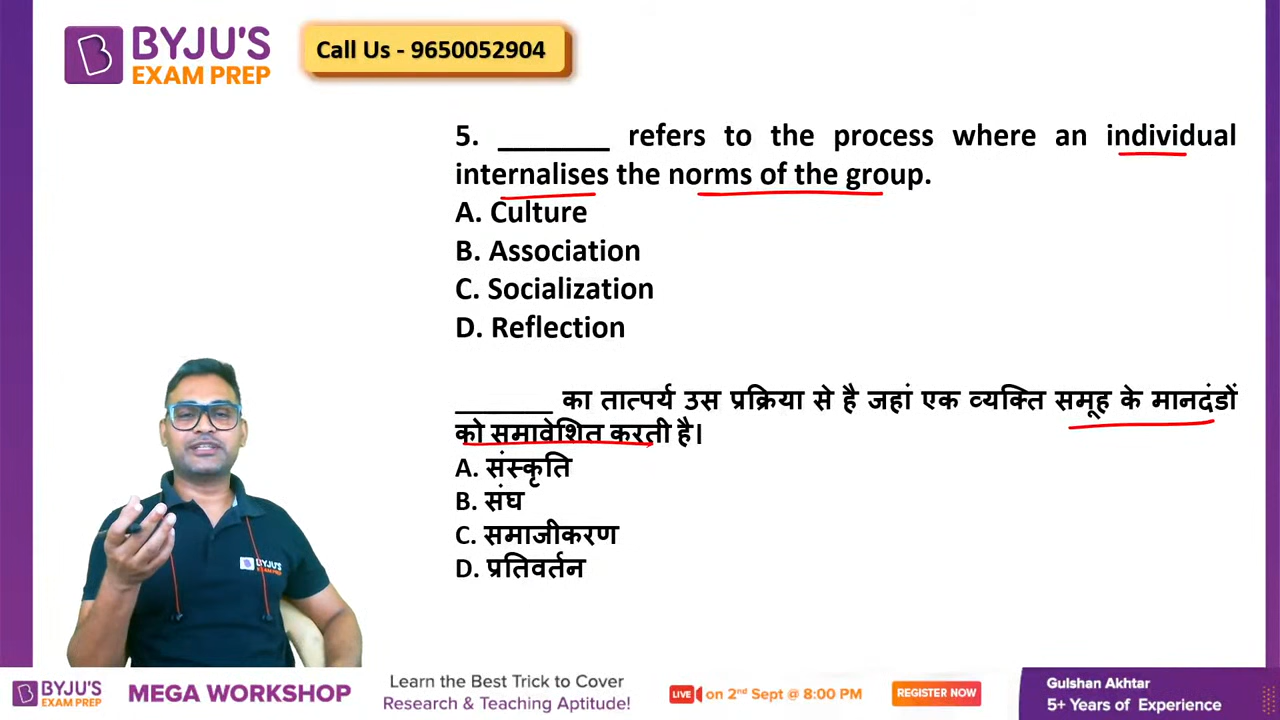 BYJU'S
EXAM PREP
Call Us - 9650052904
5. _______ refers to the process where an individual
internalises the norms of the group.
A. Culture
B. Association
C. Socialization
D. Reflection
_______ का तात्पर्य उस प्रक्रिया से है जहां एक व्यक्ति समूह के मानदंडों
को समावेशित करती है।
A. संस्कृति
B. संघ
C. समाजीकरण
D. प्रतिवर्तन
BYJU'S
BYJU'S
EXAM PREP
MEGA WORKSHOP
Learn the Best Trick to Cover
Research & Teaching Aptitude!
LIVE on 2nd Sept @ 8:00 PM
REGISTER NOW
Gulshan Akhtar
5+ Years of Experience